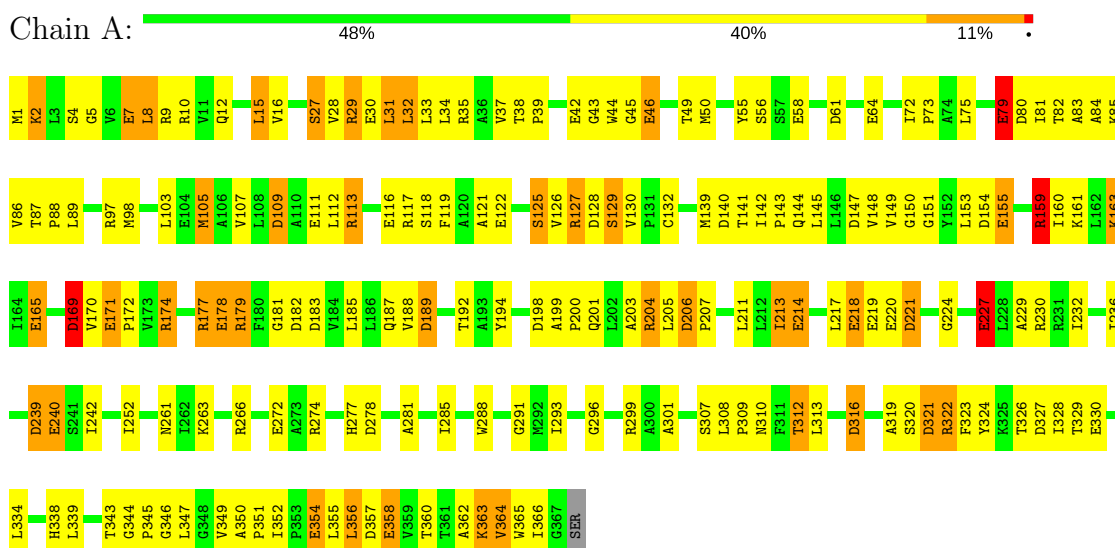 Chain A:
48% 40% 11% •
M1 K2 L3 S4 G5 V6 E7 L8 R9 R10 V11 Q12 L15 V16 S27 V28 R29 E30 L31 L32 L33 L34 R35 A36 V37 T38 P39 E42 G43 W44 G45 E46 T49 M50 Y55 S56 S57 E58 D61 E64 I72 P73 A74 L75 E79 D80 I81 T82 A83 A84 K85
V86 T87 P88 L89 R97 M98 L103 E104 M105 A106 V107 L108 D109 A110 E111 L112 R113 E116 R117 S118 F119 A120 A121 E122 S125 V126 R127 D128 S129 V130 P131 C132 M139 D140 T141 I142 P143 Q144 L145 L146 D147 V148 V149 G150 G151 Y152 L153 D154 E155 R159 I160 K161 L162 K163
I164 E165 D169 V170 E171 P172 V173 R174 R177 E178 R179 F180 G181 D182 D183 V184 L185 L186 Q187 V188 D189 T192 A193 Y194 D198 A199 P200 Q201 L202 A203 R204 L205 D206 P207 L211 L212 I213 E214 L217 E218 E219 E220 D221 G224 E227 L228 A229 R230 R231 I232 I236
D239 E240 S241 I242 I252 N261 I262 K263 R266 E272 A273 R274 H277 D278 A281 I285 W288 G291 M292 I293 G296 R299 A300 A301 S307 L308 P309 N310 F311 T312 L313 D316 A319 S320 D321 R322 F323 Y324 K325 T326 D327 I328 T329 E330
L334 H338 L339 T343 G344 P345 G346 L347 G348 V349 A350 P351 I352 P353 E354 L355 L356 D357 E358 V359 T360 T361 A362 K363 V364 W365 I366 G367 SER